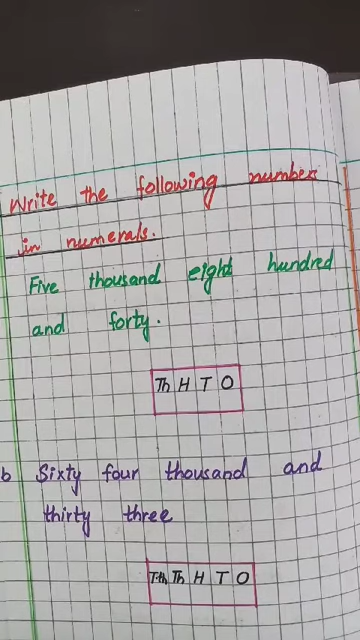 Write the following numbers
in numerals.
Five thousand eight hundred
and forty.
Th H T O
b Sixty four thousand and
thirty three
T.th Th H T O